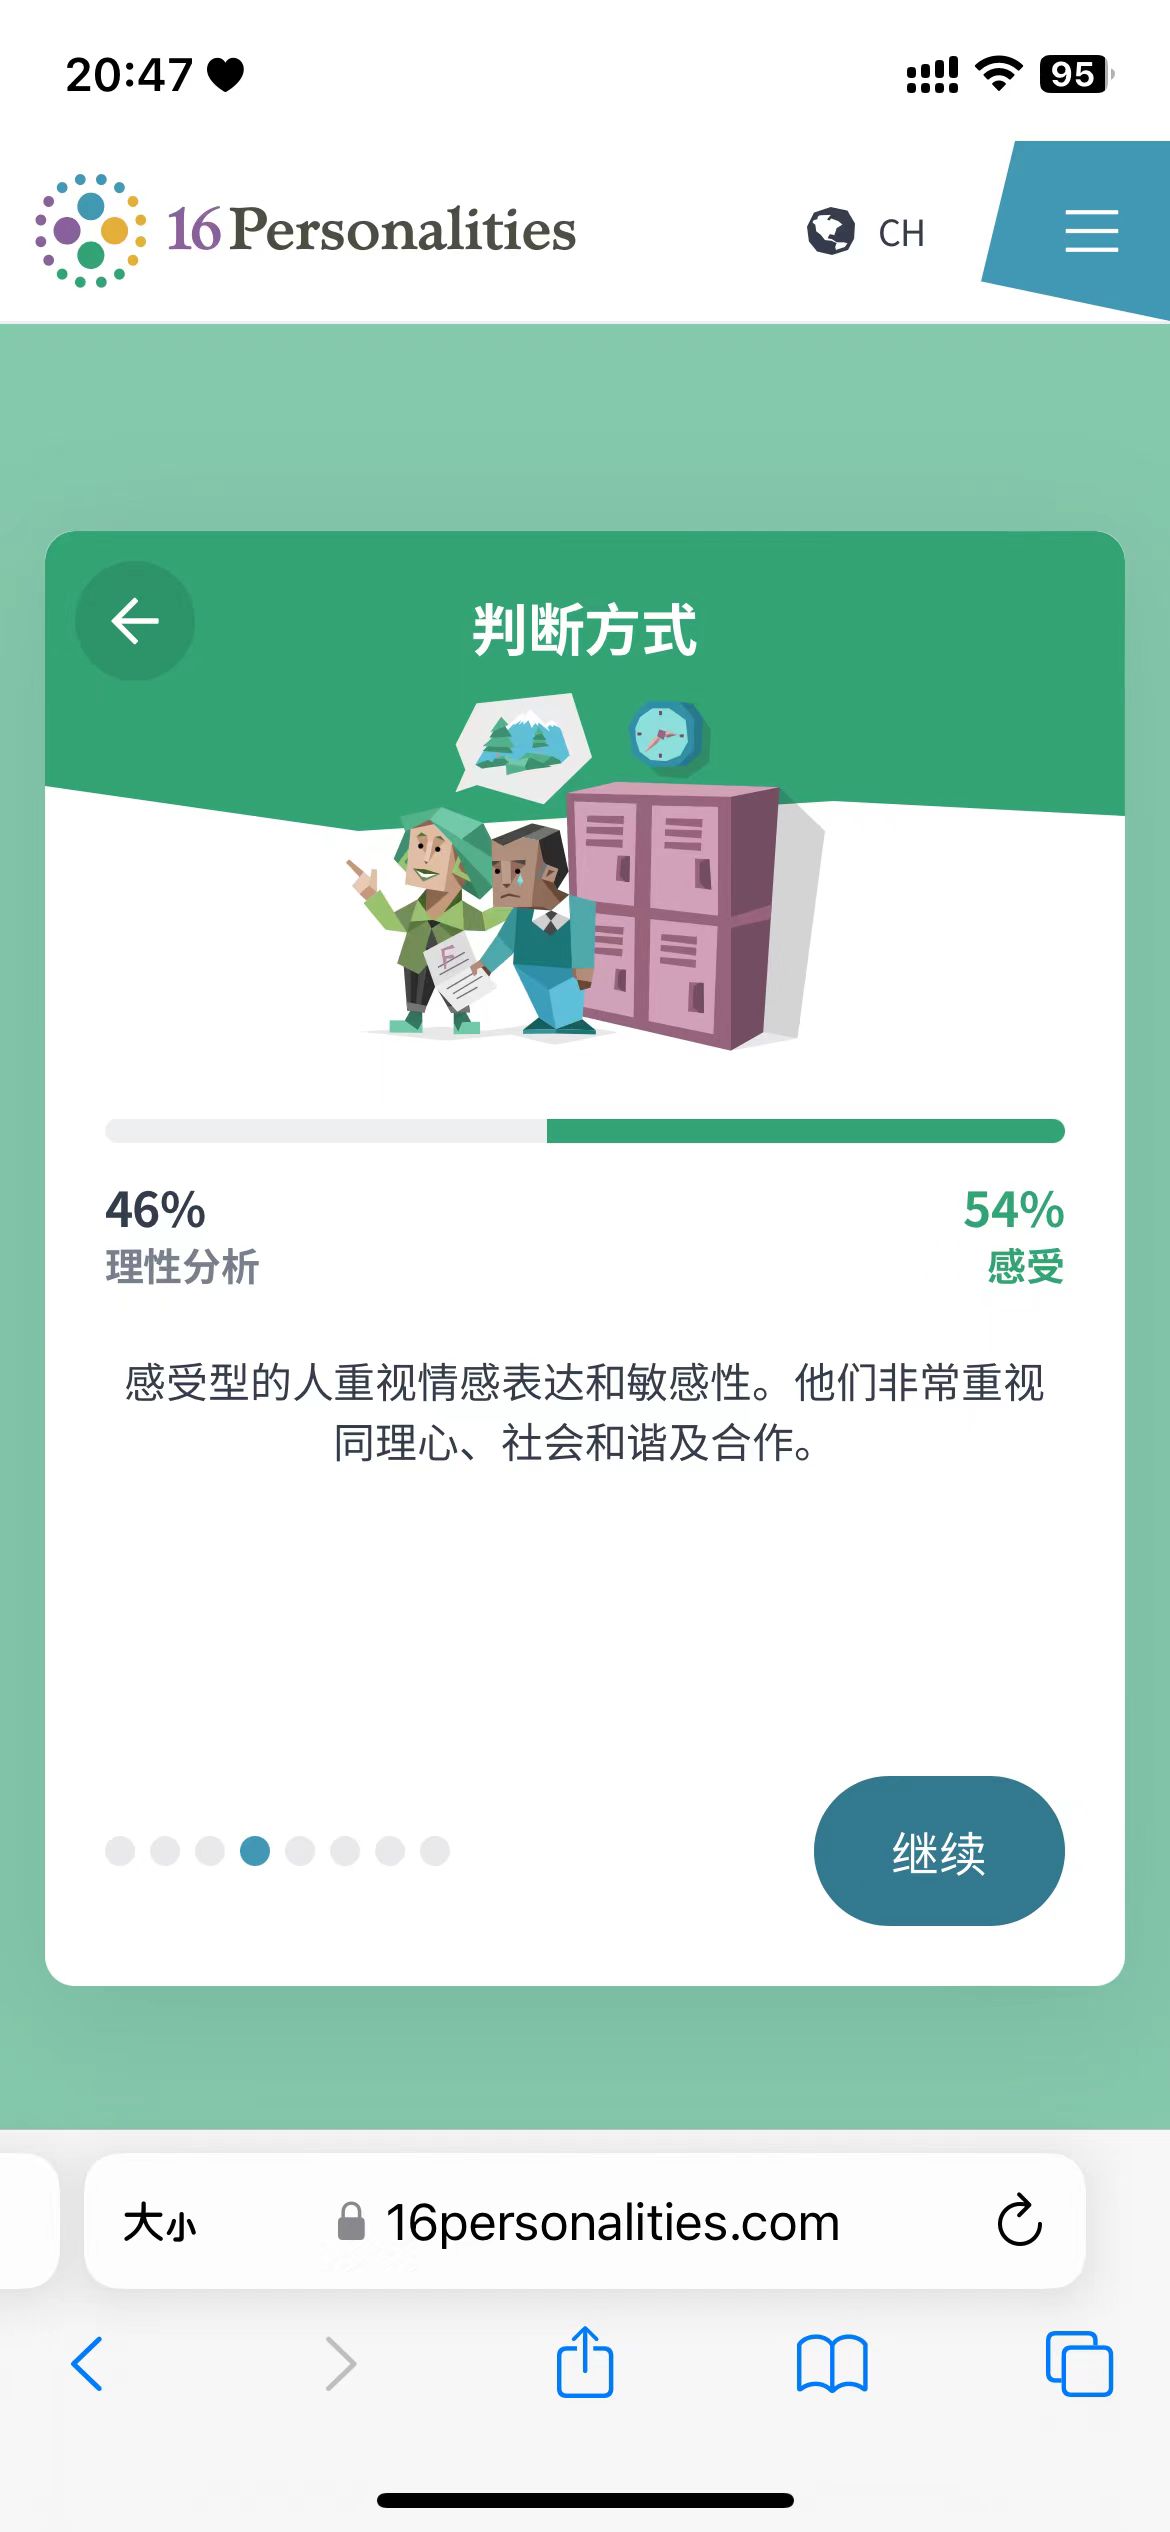 20:47
95
16Personalities
CH
判断方式
F
46%
54%
理性分析
感受
感受型的人重视情感表达和敏感性。他们非常重视
同理心、社会和谐及合作。
继续
大小
16personalities.com